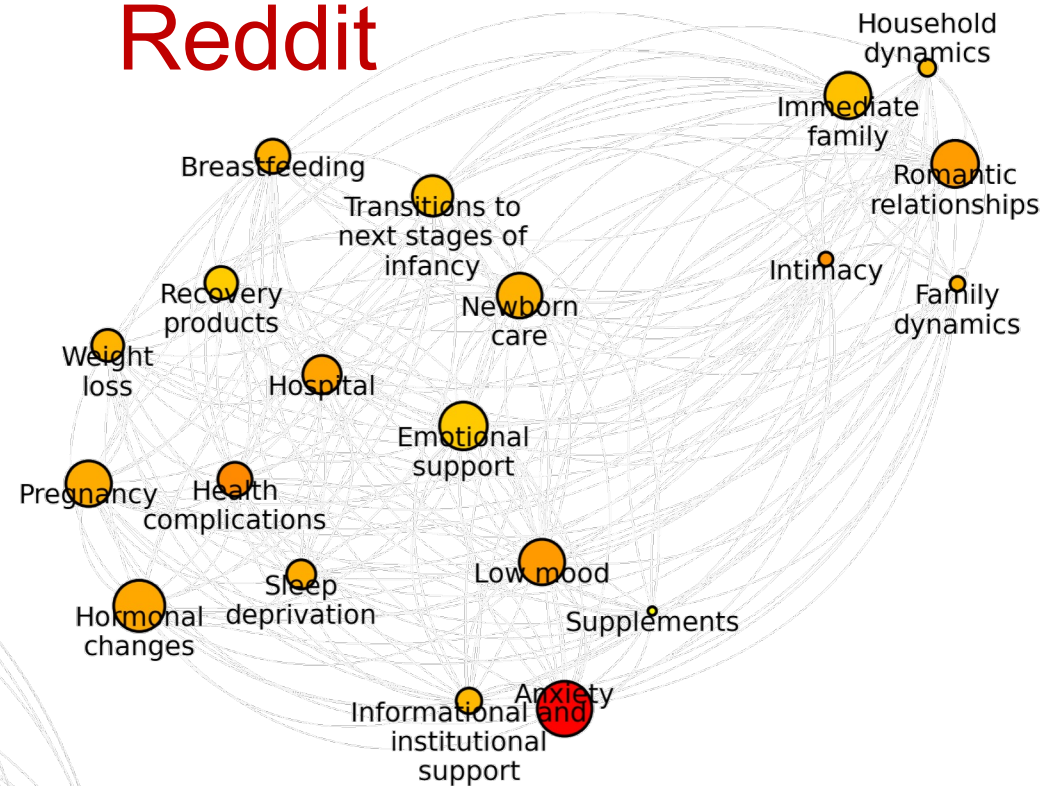 Reddit
Household
dynamics
Immediate
family
Romantic
relationships
Breastfeeding
Transitions to
next stages of
infancy
Intimacy
Family
dynamics
Recovery
products
Newborn
care
Weight
loss
Hospital
Emotional
support
Pregnancy
Health
complications
Low mood
Sleep
deprivation
Hormonal
changes
Supplements
Anxiety
Informational and
institutional
support